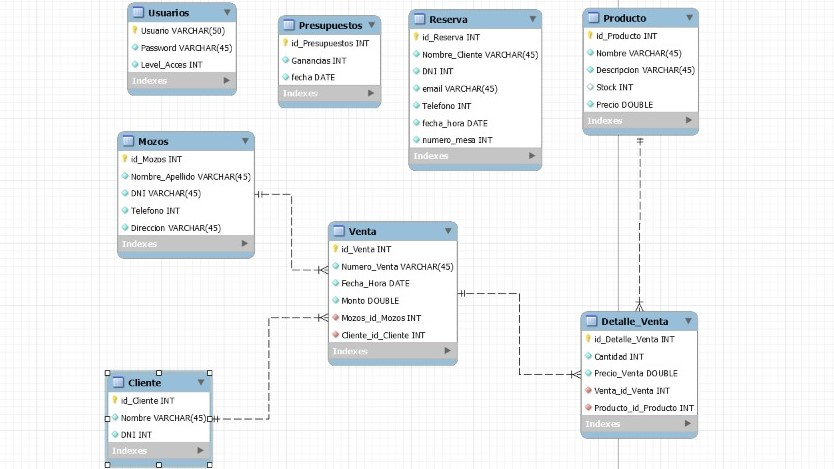 Usuarios
Usuario VARCHAR(50)
Password VARCHAR(45)
Level_Acces INT
Indexes
Presupuestos
id_Presupuestos INT
Ganancias INT
fecha DATE
Indexes
Reserva
id_Reserva INT
Nombre_Cliente VARCHAR(45)
DNI INT
email VARCHAR(45)
Telefono INT
fecha_hora DATE
numero_mesa INT
Indexes
Producto
id_Producto INT
Nombre VARCHAR(45)
Descripcion VARCHAR(45)
Stock INT
Precio DOUBLE
Indexes
Mozos
id_Mozos INT
Nombre_Apellido VARCHAR(45)
DNI VARCHAR(45)
Telefono INT
Direccion VARCHAR(45)
Indexes
Venta
id_Venta INT
Numero_Venta VARCHAR(45)
Fecha_Hora DATE
Monto DOUBLE
Mozos_id_Mozos INT
Cliente_id_Cliente INT
Indexes
Detalle_Venta
id_Detalle_Venta INT
Cantidad INT
Precio_Venta DOUBLE
Venta_id_Venta INT
Producto_id_Producto INT
Indexes
Cliente
id_Cliente INT
Nombre VARCHAR(45)
DNI INT
Indexes